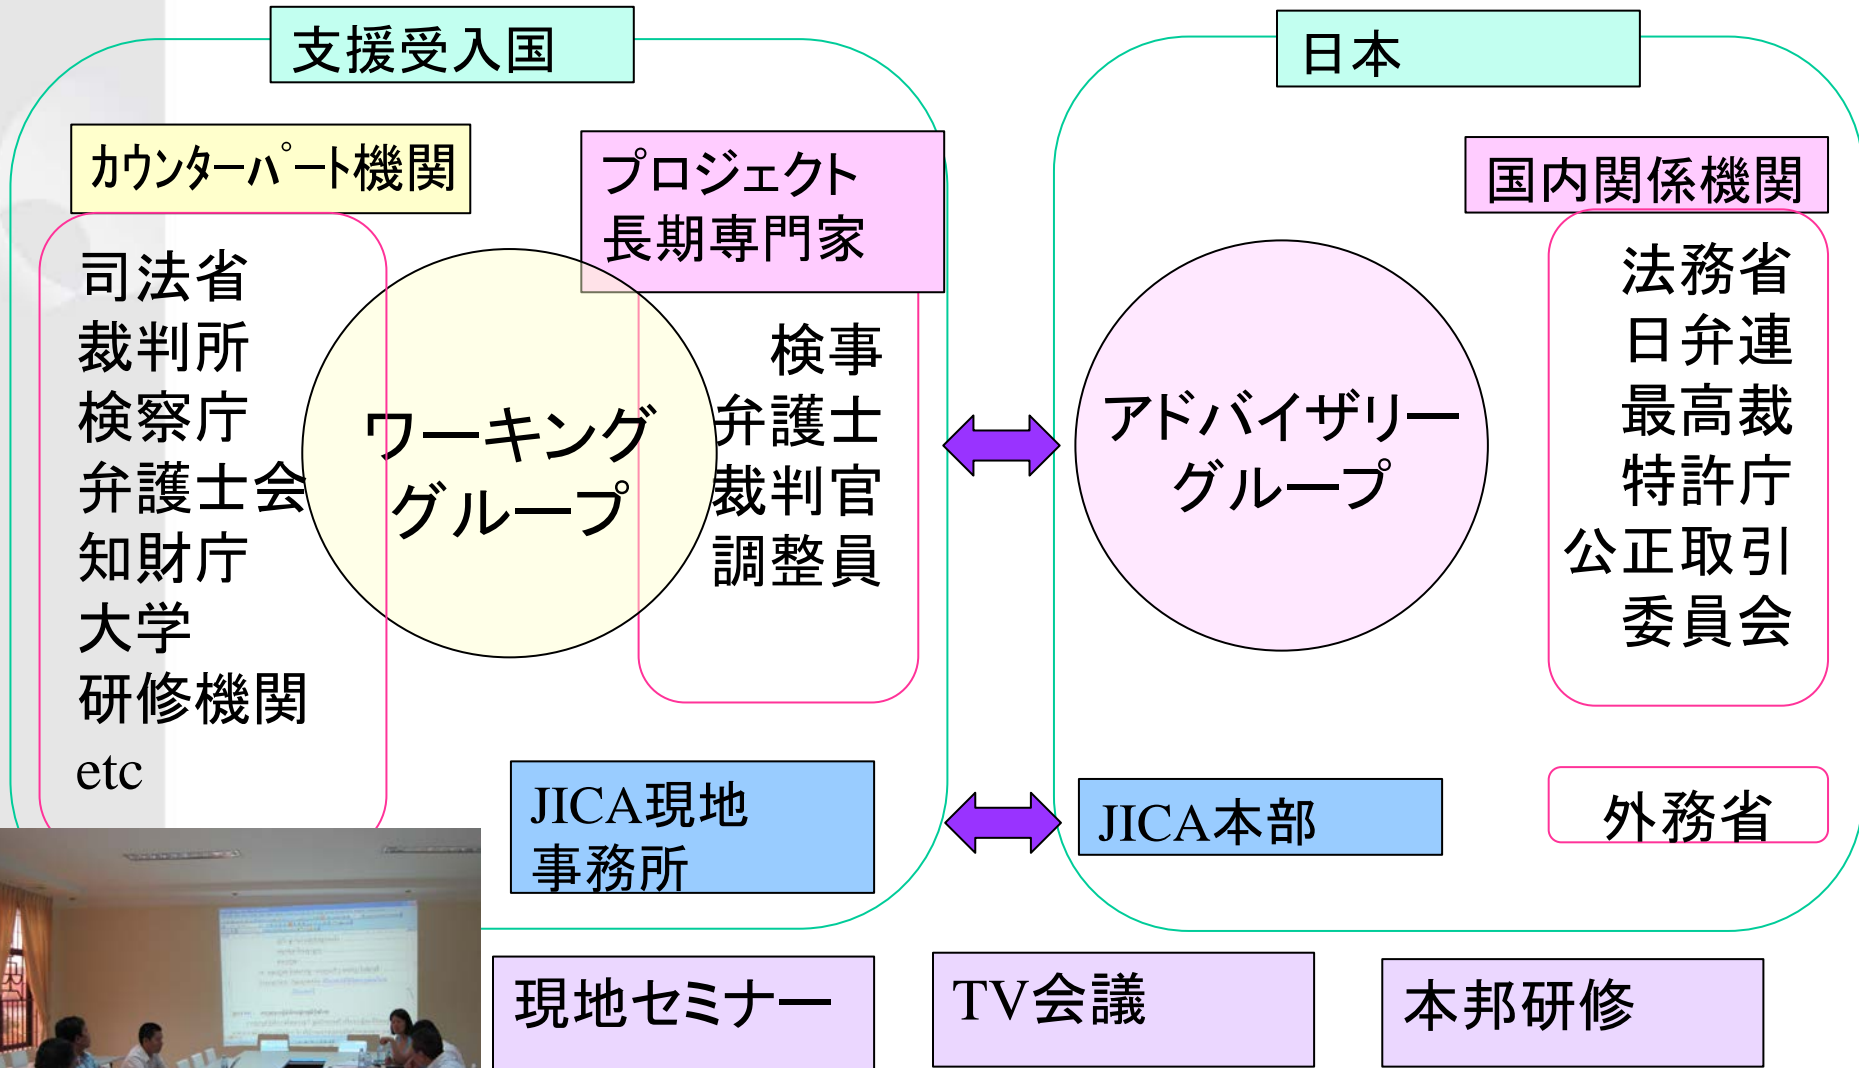 支援受入国
日本
カウンターパート機関
プロジェクト
長期専門家
国内関係機関
司法省
裁判所
検察庁
弁護士会
知財庁
大学
研修機関
etc
ワーキング
グループ
検事
弁護士
裁判官
調整員
アドバイザリー
グループ
法務省
日弁連
最高裁
特許庁
公正取引
委員会
JICA現地
事務所
JICA本部
外務省
現地セミナー
TV会議
本邦研修